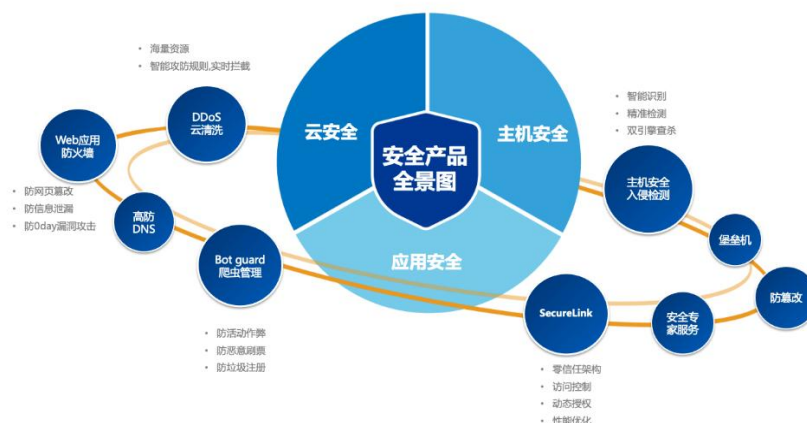 • 海量资源
• 智能攻防规则,实时拦截
DDoS
云清洗
Web应用
防火墙
• 防网页篡改
• 防信息泄漏
• 防0day漏洞攻击
高防
DNS
Bot guard
爬虫管理
• 防活动作弊
• 防恶意刷票
• 防垃圾注册
云安全
主机安全
安全产品
全景图
应用安全
• 智能识别
• 精准检测
• 双引擎查杀
主机安全
入侵检测
堡垒机
防篡改
安全专
家服务
SecureLink
• 零信任架构
• 访问控制
• 动态授权
• 性能优化